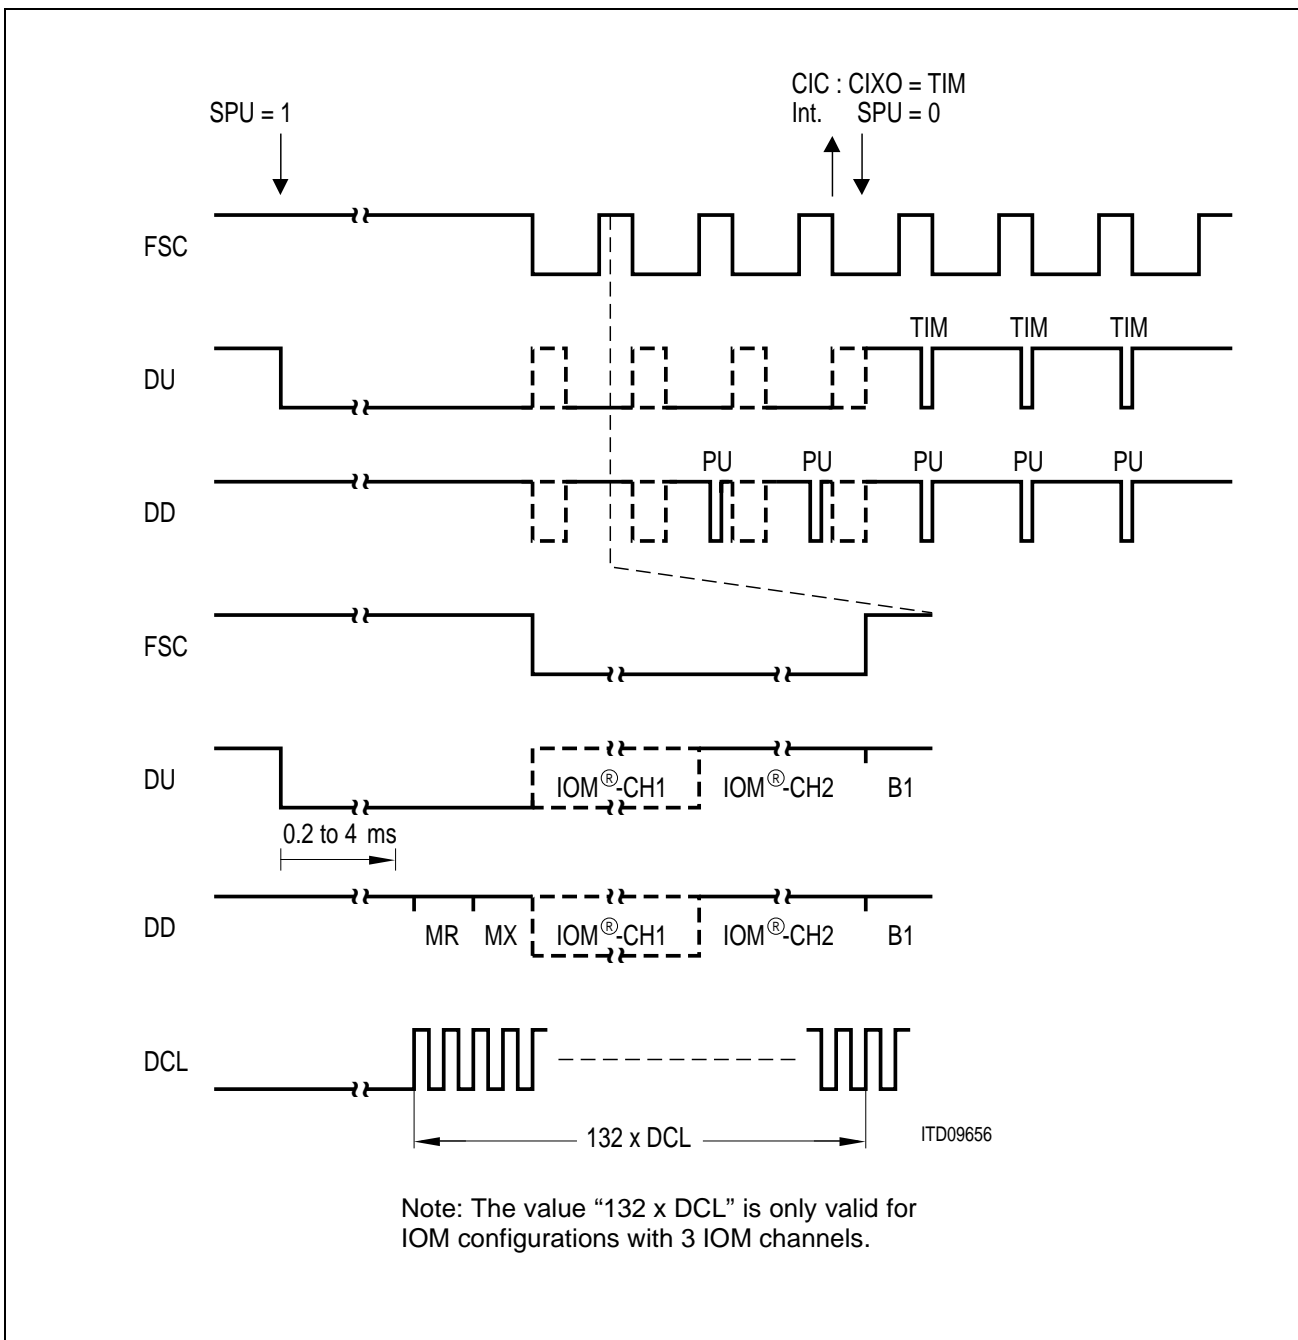 CIC : CIXO = TIM
SPU = 1
Int. SPU = 0
FSC
TIM TIM TIM
DU
PU PU PU PU PU
DD
FSC
DU
IOM®-CH1 IOM®-CH2 B1
0.2 to 4 ms
DD
MR MX IOM®-CH1 IOM®-CH2 B1
DCL
132 x DCL
ITD09656
Note: The value “132 x DCL” is only valid for
IOM configurations with 3 IOM channels.